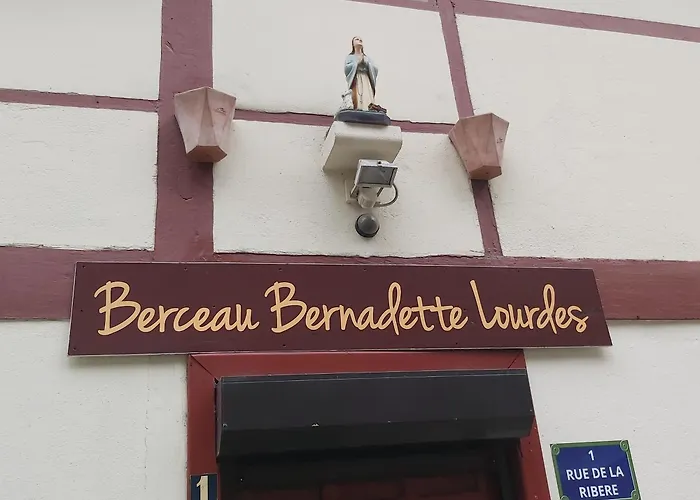 Berceau Bernadette Lourdes
1
1
RUE DE LA
RIBERE